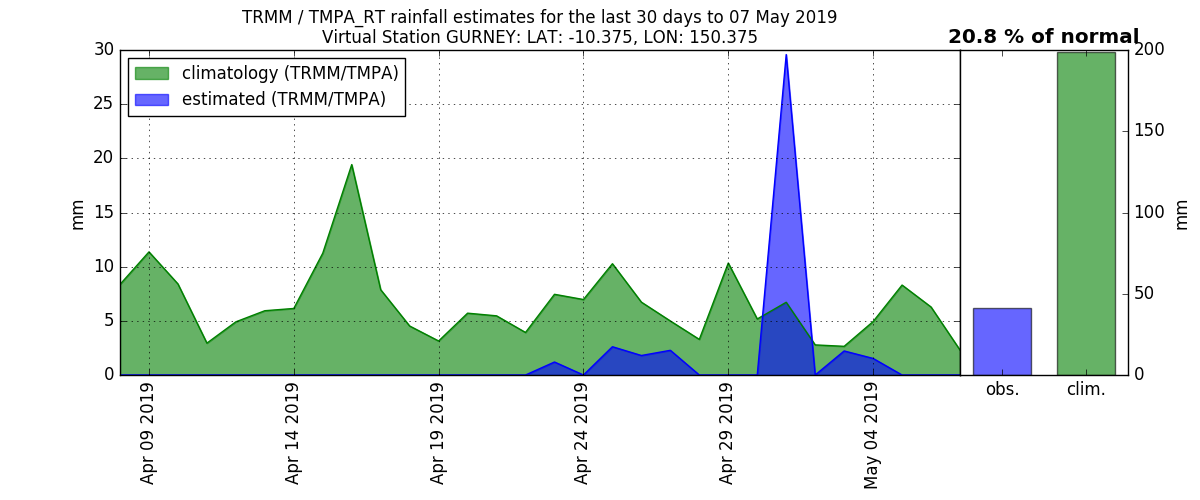 TRMM / TMPA_RT rainfall estimates for the last 30 days to 07 May 2019
Virtual Station GURNEY: LAT: -10.375, LON: 150.375
20.8 % of normal
climatology (TRMM/TMPA)
estimated (TRMM/TMPA)
30
25
20
15
10
5
0
mm
Apr 09 2019
Apr 14 2019
Apr 19 2019
Apr 24 2019
Apr 29 2019
May 04 2019
obs.
clim.
200
150
100
50
0
mm